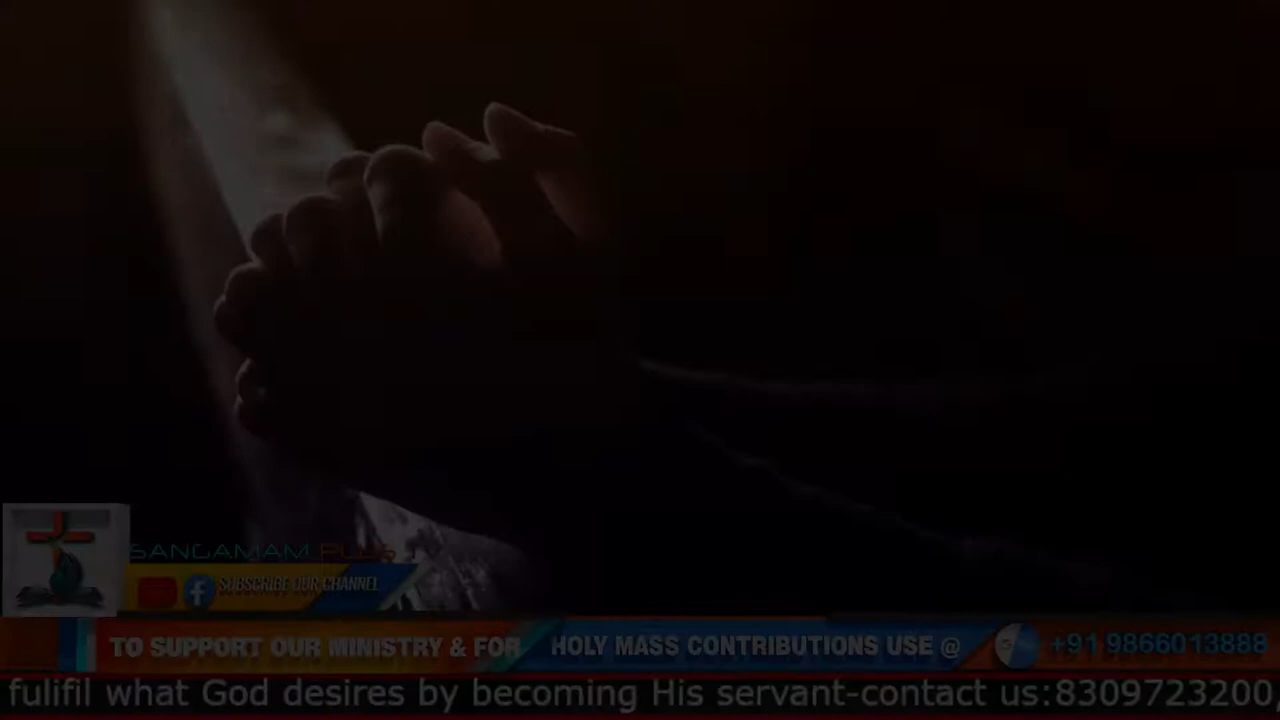 SANGAMAM PLUS
SUBSCRIBE OUR CHANNEL
TO SUPPORT OUR MINISTRY & FOR HOLY MASS CONTRIBUTIONS USE @ +91 9866013888
fulifil what God desires by becoming His servant-contact us:8309723200,